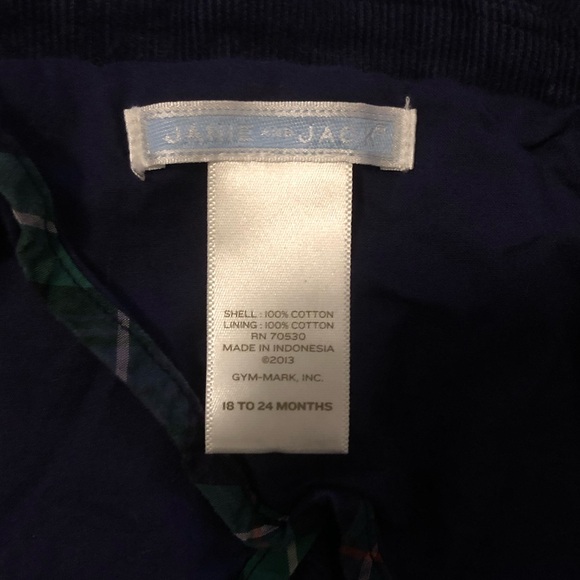 JANIE AND JACK
SHELL : 100% COTTON
LINING : 100% COTTON
RN 70530
MADE IN INDONESIA
©2013
GYM-MARK, INC.
18 TO 24 MONTHS